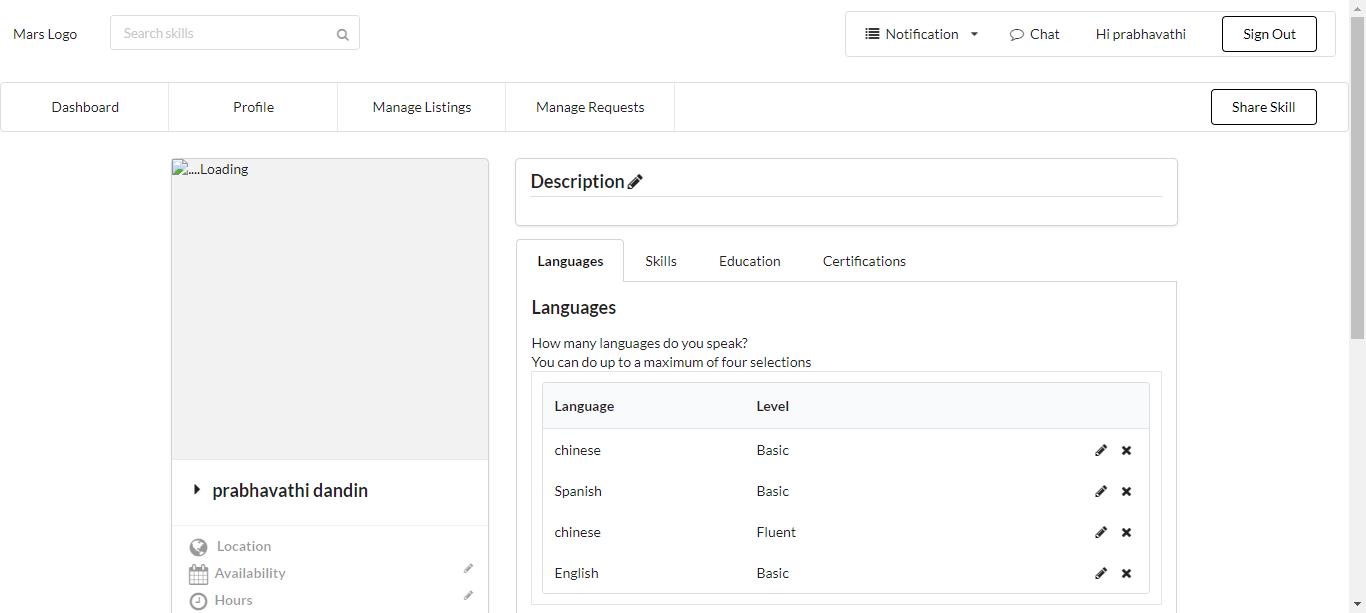 Mars Logo
Search skills
Notification
Chat
Hi prabhavathi
Sign Out
Dashboard
Profile
Manage Listings
Manage Requests
Share Skill
....Loading
prabhavathi dandin
Location
Availability
Hours
Description
Languages
Skills
Education
Certifications
Languages
How many languages do you speak?
You can do up to a maximum of four selections
Language Level
chinese Basic
Spanish Basic
chinese Fluent
English Basic